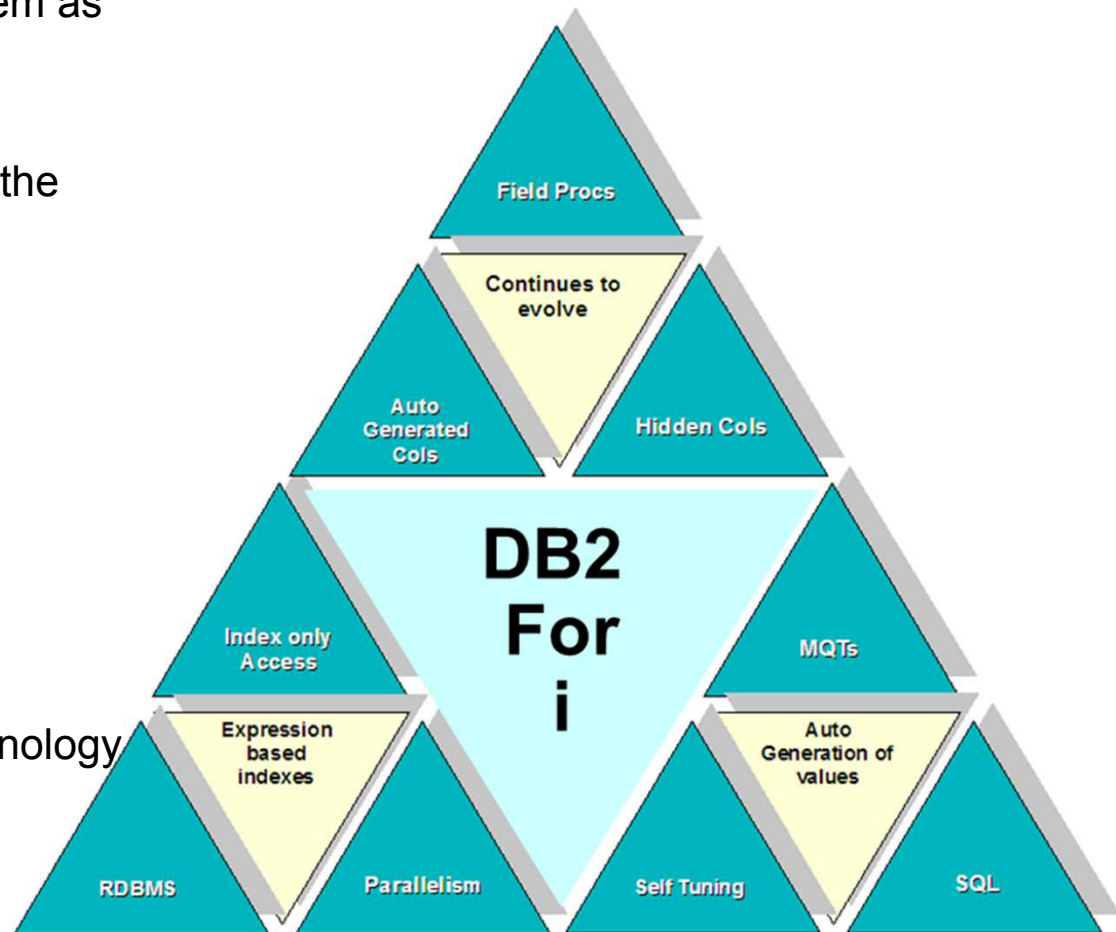 em as
the
Field Procs
Continues to
evolve
Auto
Generated
Cols
Hidden Cols
DB2
For
i
Index only
Access
MQTs
nology
Expression
based
indexes
Auto
Generation of
values
RDBMS
Parallelism
Self Tuning
SQL